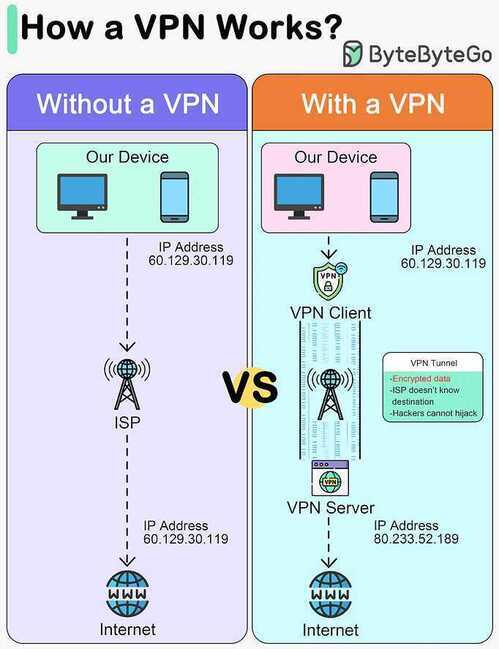 How a VPN Works?
ByteByteGo
Without a VPN
Our Device
IP Address
60.129.30.119
ISP
IP Address
60.129.30.119
WWW
Internet
VS
With a VPN
Our Device
IP Address
60.129.30.119
VPN
VPN Client
VPN Tunnel
-Encrypted data
-ISP doesn't know
destination
-Hackers cannot hijack
VPN
VPN Server
IP Address
80.233.52.189
WWW
Internet